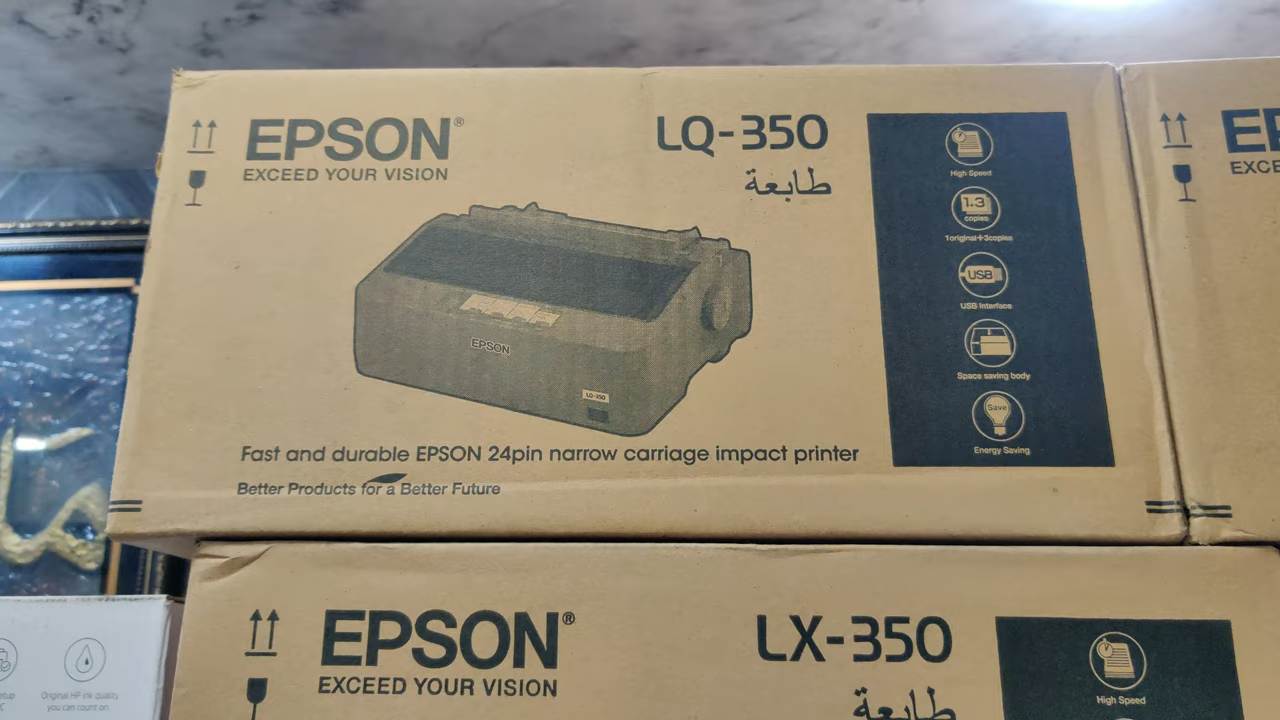 EPSON®
EXCEED YOUR VISION
LQ-350
طابعة
High Speed
1.3
copies
1original+3copies
USB
USB Interface
Space saving body
Save
Energy Saving
EPSON
LQ-350
Fast and durable EPSON 24pin narrow carriage impact printer
Better Products for a Better Future
EXCE
EPSON®
EXCEED YOUR VISION
LX-350
طابعة
High Speed
Original HP ink quality
you can count on